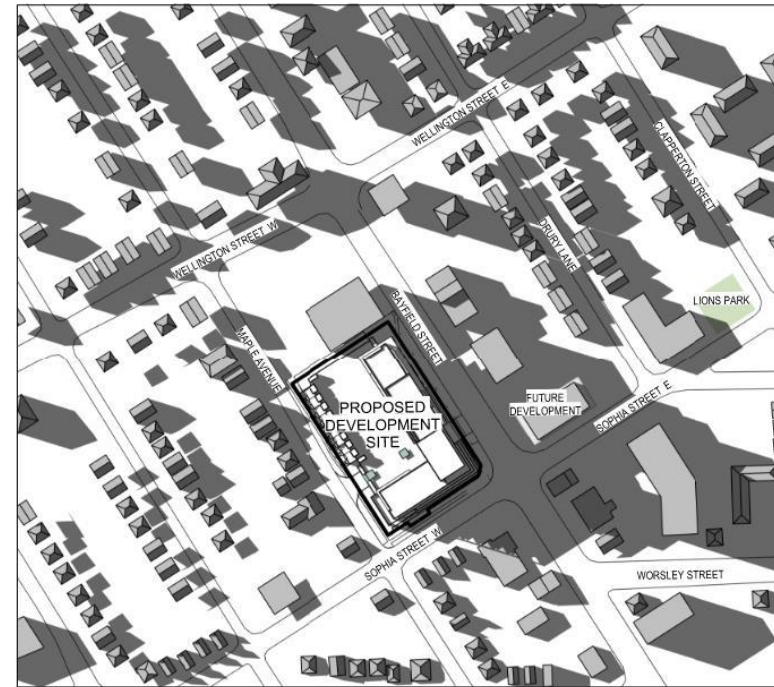 WELLINGTON STREET E
CLAPPERTON STREET
WELLINGTON STREET W
DRURY LANE
LIONS PARK
BAYFIELD STREET
MAPLE AVENUE
PROPOSED
DEVELOPMENT
SITE
FUTURE
DEVELOPMENT
SOPHIA STREET E
SOPHIA STREET W
WORSLEY STREET